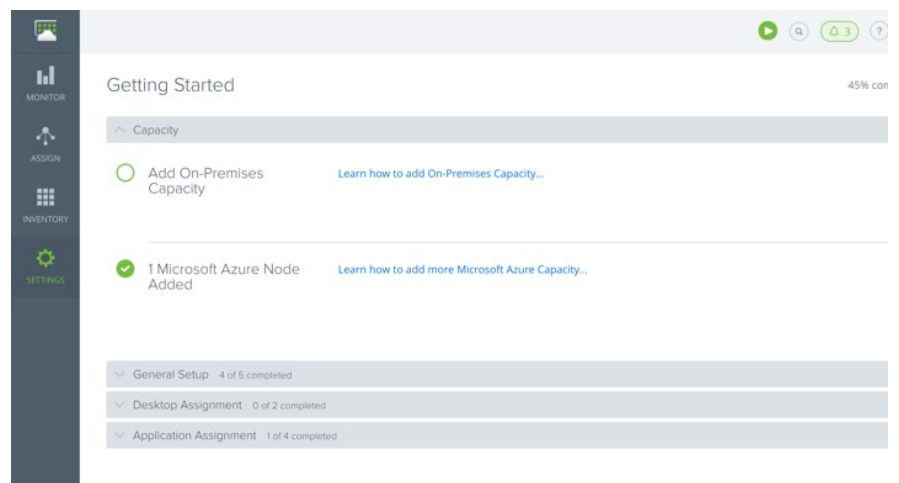 3
?
MONITOR
ASSIGN
INVENTORY
SETTINGS
Getting Started
45% con
Capacity
Add On-Premises
Capacity
Learn how to add On-Premises Capacity...
1 Microsoft Azure Node
Added
Learn how to add more Microsoft Azure Capacity...
General Setup 4 of 5 completed
Desktop Assignment 0 of 2 completed
Application Assignment 1 of 4 completed